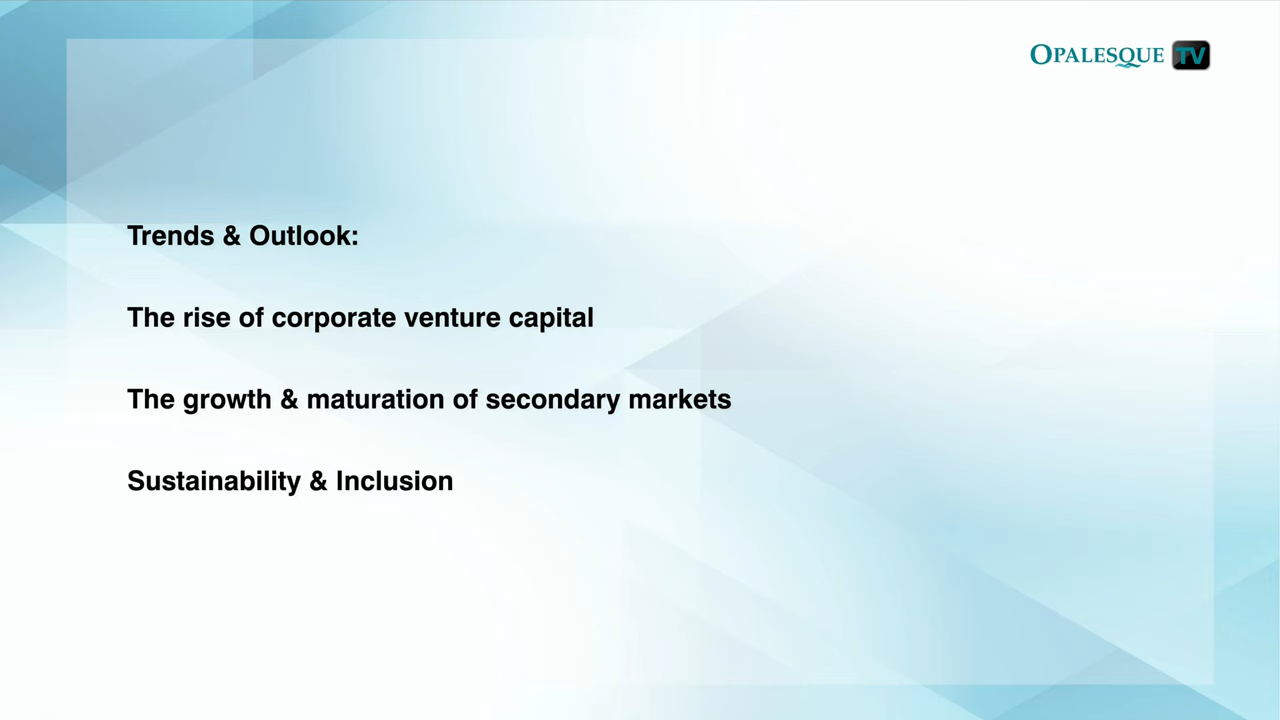 OPALESQUE TV
Trends & Outlook:
The rise of corporate venture capital
The growth & maturation of secondary markets
Sustainability & Inclusion